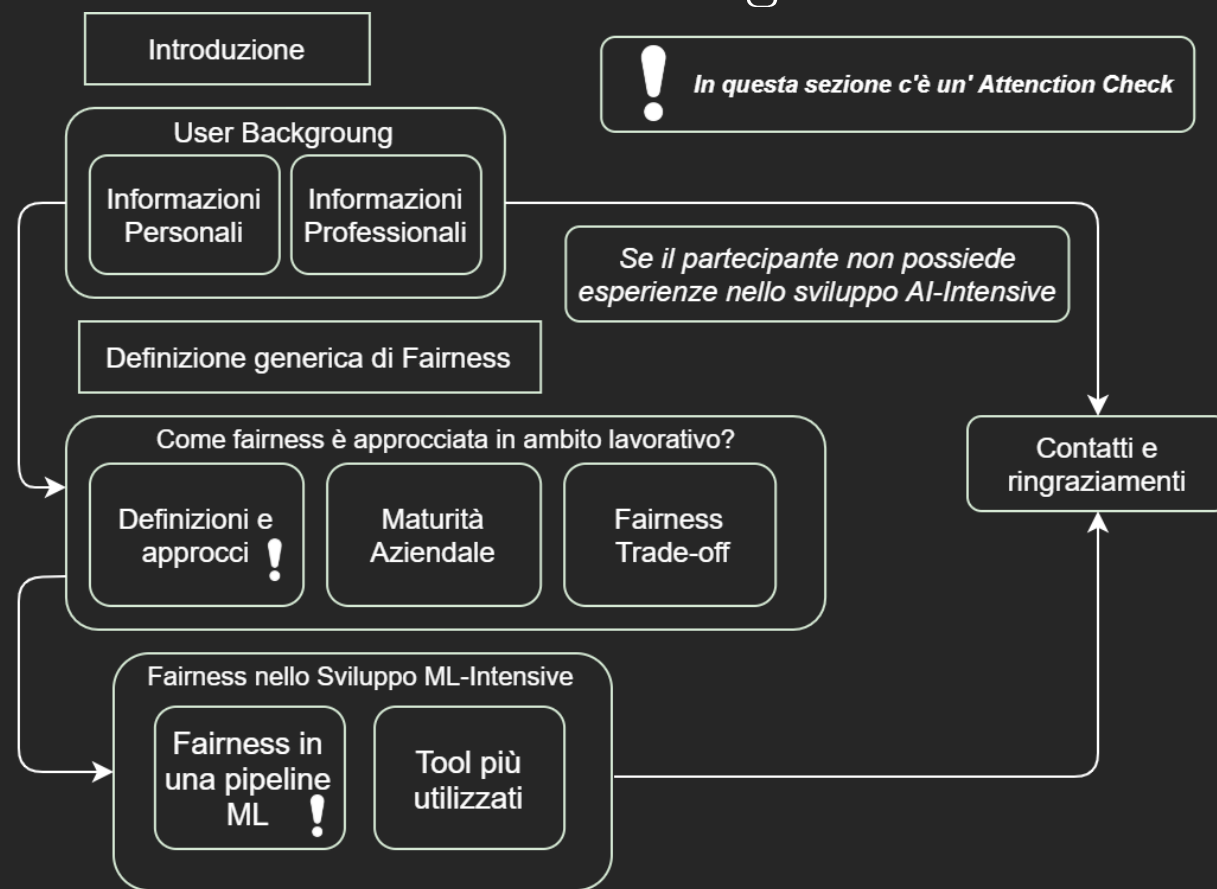 Introduzione
In questa sezione c'è un' Attenction Check
User Backgroung
Informazioni
Personali
Informazioni
Professionali
Se il partecipante non possiede
esperienze nello sviluppo AI-Intensive
Definizione generica di Fairness
Come fairness è approcciata in ambito lavorativo?
Definizioni e
approcci
Maturità
Aziendale
Fairness
Trade-off
Contatti e
ringraziamenti
Fairness nello Sviluppo ML-Intensive
Fairness in
una pipeline
ML
Tool più
utilizzati